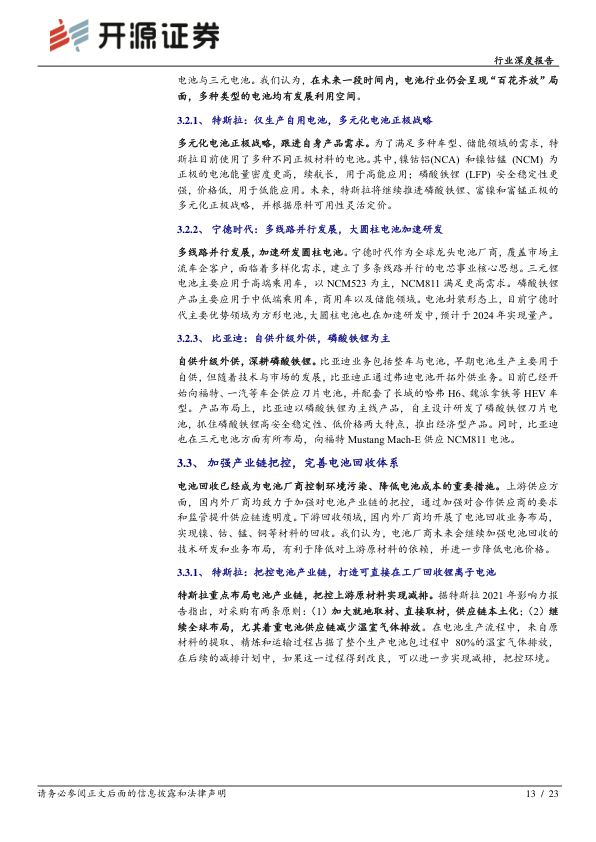 开源证券
行业深度报告
电池与三元电池。我们认为，在未来一段时间内，电池行业仍会呈现“百花齐放”局
面，多种类型的电池均有发展利用空间。
3.2.1、 特斯拉：仅生产自用电池，多元化电池正极战略
多元化电池正极战略，跟进自身产品需求。为了满足多种车型、储能领域的需求，特
斯拉目前使用了多种不同正极材料的电池。其中，镍钴铝(NCA) 和镍钴锰 (NCM) 为
正极的电池能量密度更高，续航长，用于高能应用；磷酸铁锂 (LFP) 安全稳定性更
强，价格低，用于低能应用。未来，特斯拉将继续推进磷酸铁锂、富镍和富锰正极的
多元化正极战略，并根据原料可用性灵活定价。
3.2.2、 宁德时代：多线路并行发展，大圆柱电池加速研发
多线路并行发展，加速研发圆柱电池。宁德时代作为全球龙头电池厂商，覆盖市场主
流车企客户，面临着多样化需求，建立了多条线路并行的电芯事业核心思想。三元锂
电池主要应用于高端乘用车，以 NCM523 为主，NCM811 满足更高需求。磷酸铁锂
产品主要应用于中低端乘用车，商用车以及储能领域。电池封装形态上，目前宁德时
代主要优势领域为方形电池，大圆柱电池也在加速研发中，预计于 2024 年实现量产。
3.2.3、 比亚迪：自供升级外供，磷酸铁锂为主
自供升级外供，深耕磷酸铁锂。比亚迪业务包括整车与电池，早期电池生产主要用于
自供，但随着技术与市场的发展，比亚迪正通过弗迪电池开拓外供业务。目前已经开
始向福特、一汽等车企供应刀片电池，并配套了长城的哈弗 H6、魏派拿铁等 HEV 车
型。产品布局上，比亚迪以磷酸铁锂为主线产品，自主设计研发了磷酸铁锂刀片电
池，抓住磷酸铁锂高安全稳定性、低价格两大特点，推出经济型产品。同时，比亚迪
也在三元电池方面有所布局，向福特 Mustang Mach-E 供应 NCM811 电池。
3.3、 加强产业链把控，完善电池回收体系
电池回收已经成为电池厂商控制环境污染、降低电池成本的重要措施。上游供应方
面，国内外厂商均致力于加强对电池产业链的把控，通过加强对合作供应商的要求
和监管提升供应链透明度。下游回收领域，国内外厂商均开展了电池回收业务布局，
实现镍、钴、锰、铜等材料的回收。我们认为，电池厂商未来会继续加强电池回收的
技术研发和业务布局，有利于降低对上游原材料的依赖，并进一步降低电池价格。
3.3.1、 特斯拉：把控电池产业链，打造可直接在工厂回收锂离子电池
特斯拉重点布局电池产业链，把控上游原材料实现减排。据特斯拉 2021 年影响力报
告指出，对采购有两条原则：（1）加大就地取材、直接取材，供应链本土化；（2）继
续全球布局，尤其着重电池供应链减少温室气体排放。在电池生产流程中，来自原
材料的提取、精炼和运输过程占据了整个生产电池包过程中 80%的温室气体排放，
在后续的减排计划中，如果这一过程得到改良，可以进一步实现减排，把控环境。
请务必参阅正文后面的信息披露和法律声明
13 / 23